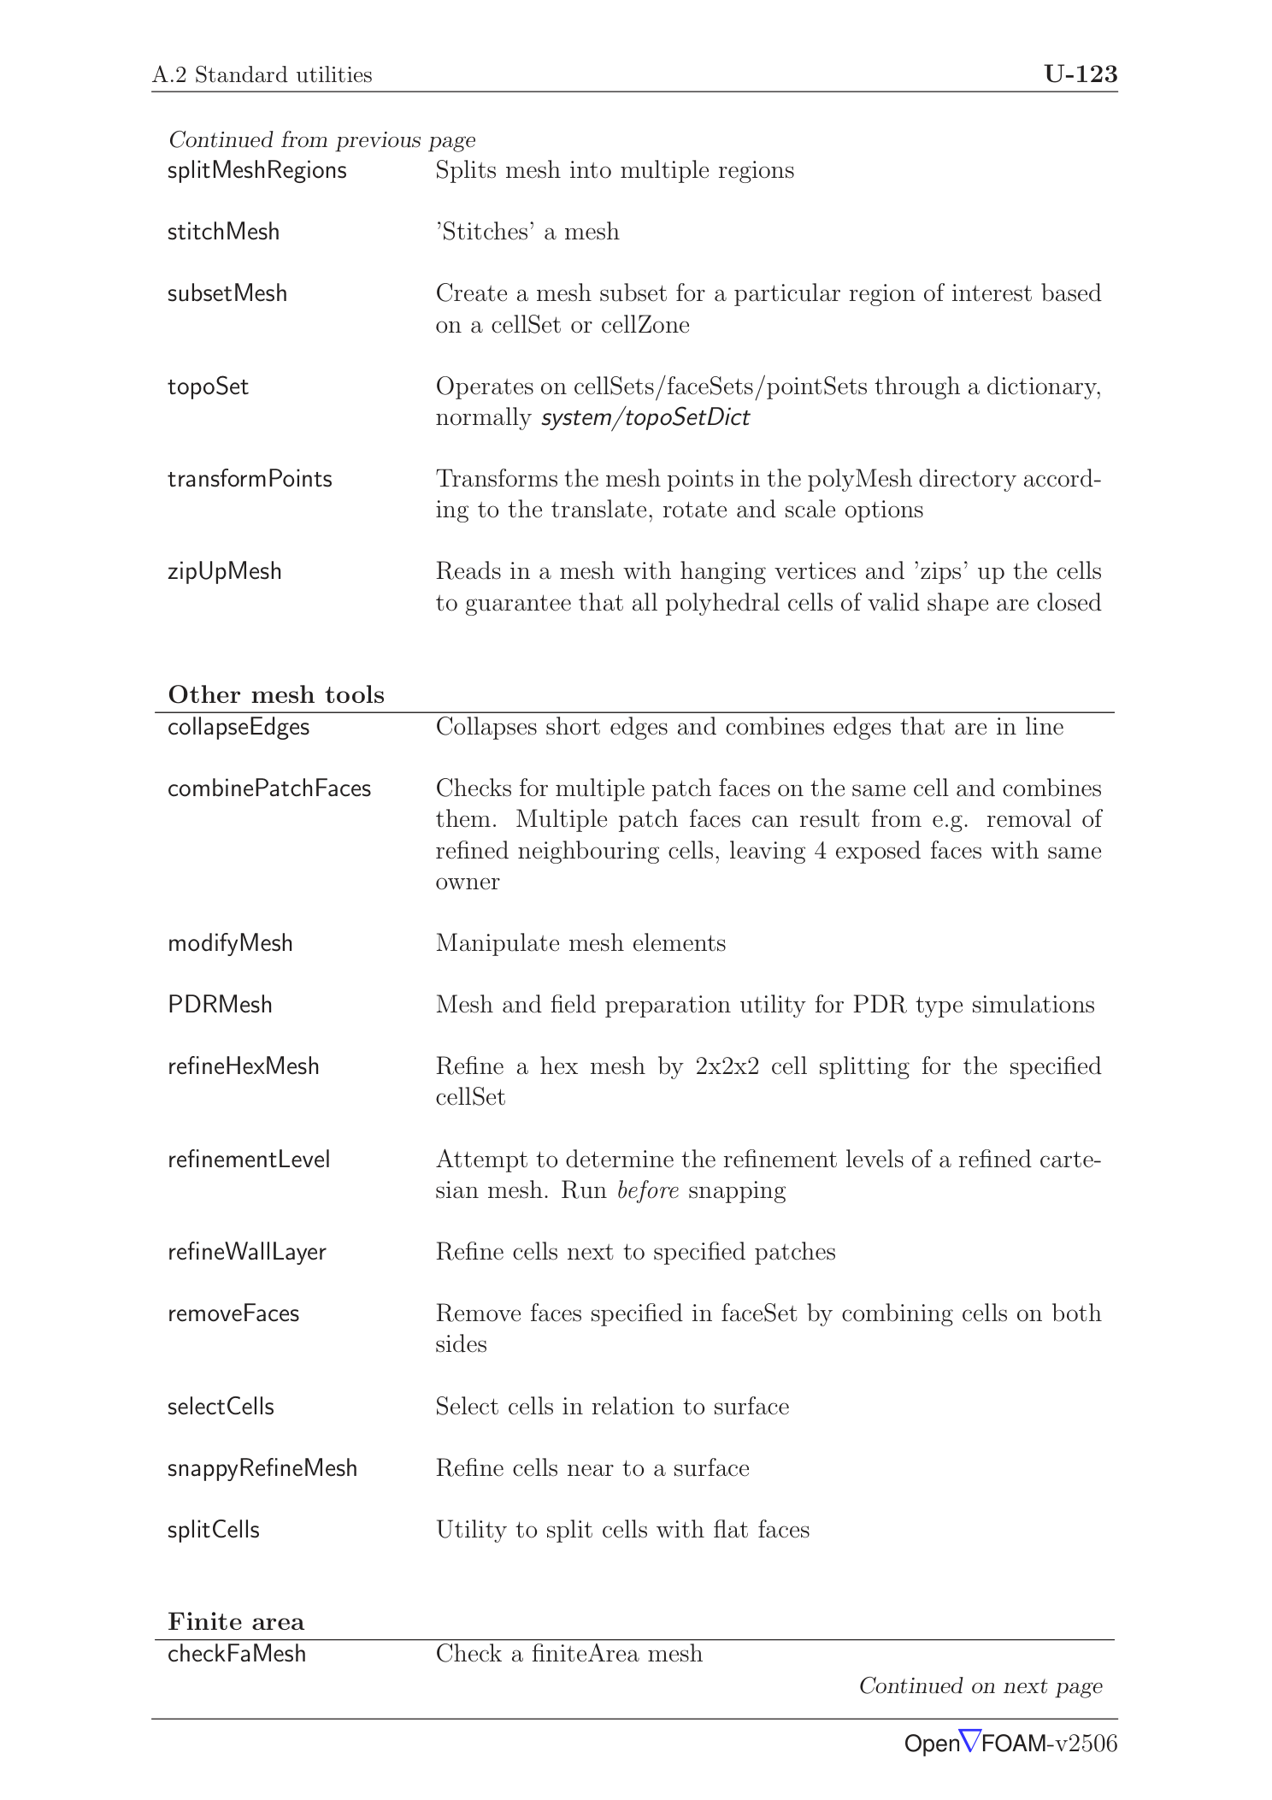 A.2 Standard utilities U-123
Continued from previous page
splitMeshRegions Splits mesh into multiple regions
stitchMesh ’Stitches’ a mesh
subsetMesh Create a mesh subset for a particular region of interest based
on a cellSet or cellZone
topoSet Operates on cellSets/faceSets/pointSets through a dictionary,
normally system/topoSetDict
transformPoints Transforms the mesh points in the polyMesh directory accord-
ing to the translate, rotate and scale options
zipUpMesh Reads in a mesh with hanging vertices and ’zips’ up the cells
to guarantee that all polyhedral cells of valid shape are closed
Other mesh tools
collapseEdges Collapses short edges and combines edges that are in line
combinePatchFaces Checks for multiple patch faces on the same cell and combines
them. Multiple patch faces can result from e.g. removal of
refined neighbouring cells, leaving 4 exposed faces with same
owner
modifyMesh Manipulate mesh elements
PDRMesh Mesh and field preparation utility for PDR type simulations
refineHexMesh Refine a hex mesh by 2x2x2 cell splitting for the specified
cellSet
refinementLevel Attempt to determine the refinement levels of a refined carte-
sian mesh. Run before snapping
refineWallLayer Refine cells next to specified patches
removeFaces Remove faces specified in faceSet by combining cells on both
sides
selectCells Select cells in relation to surface
snappyRefineMesh Refine cells near to a surface
splitCells Utility to split cells with flat faces
Finite area
checkFaMesh Check a finiteArea mesh
Continued on next page
Open▽FOAM-v2506